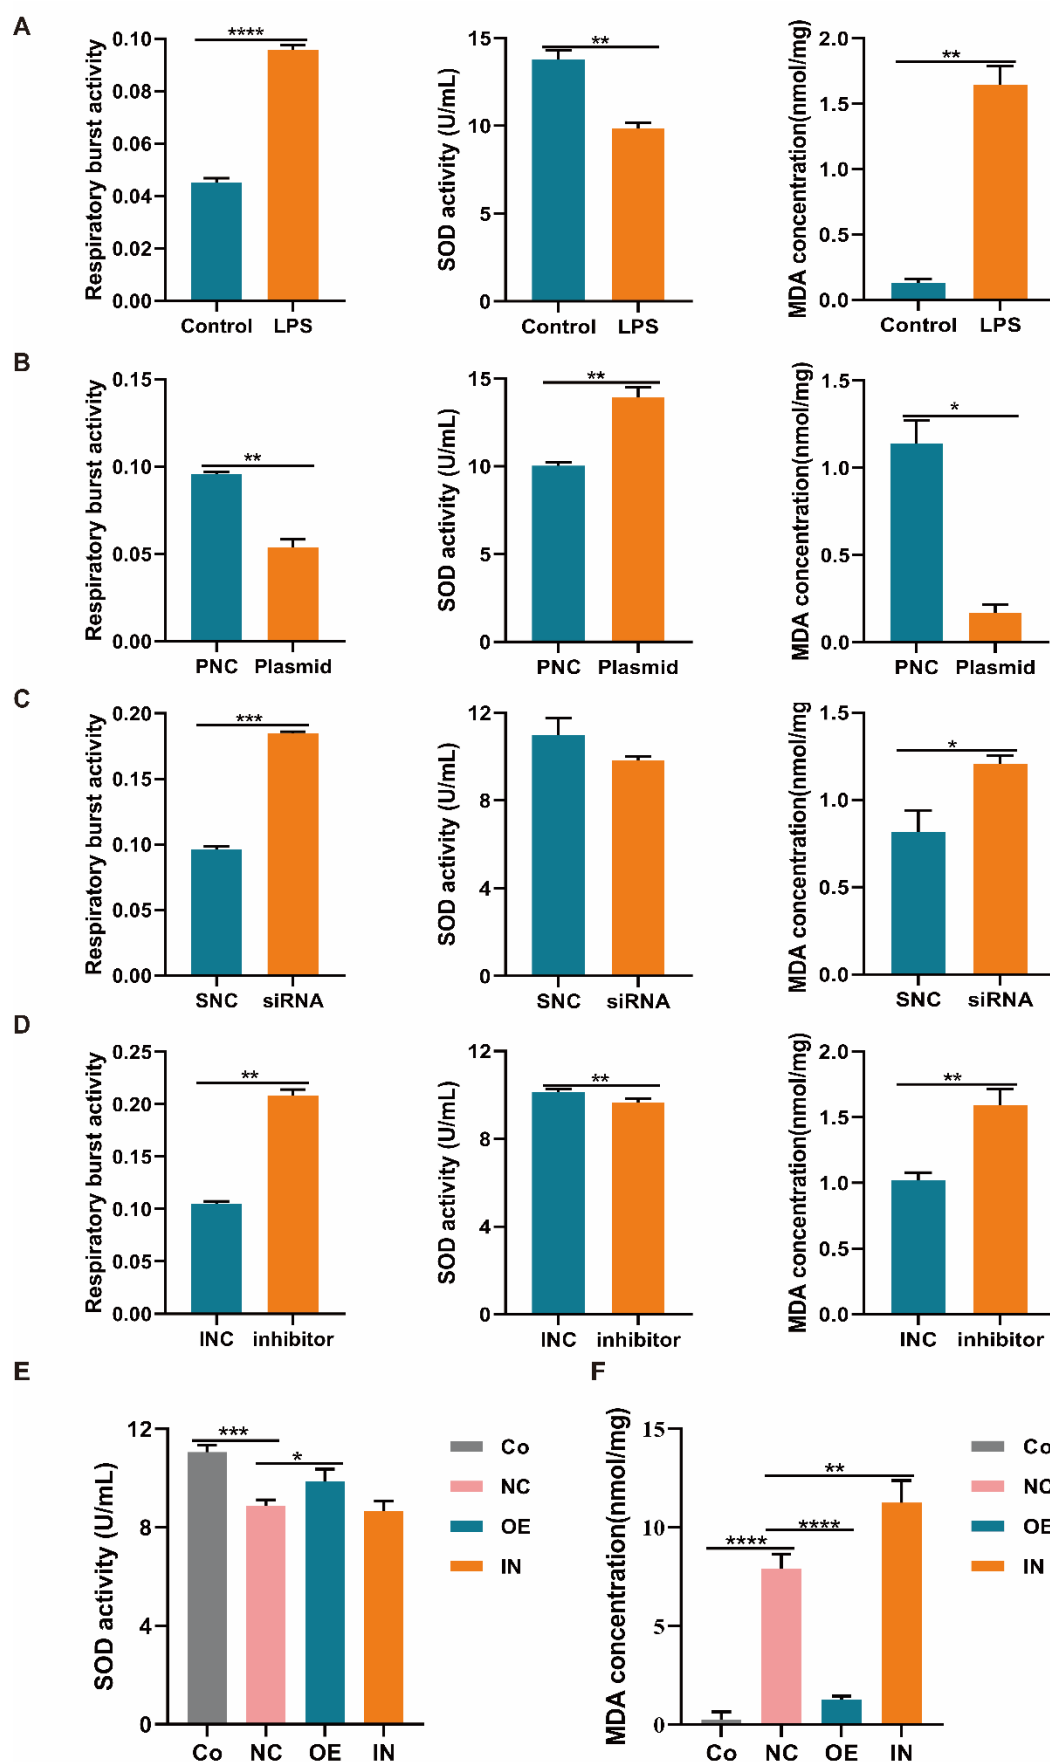 A
Respiratory burst activity
0.10
0.08
0.06
0.04
0.02
0.00
****
Control LPS
SOD activity (U/mL)
15
10
5
0
**
Control LPS
MDA concentration(nmol/mg)
2.0
1.5
1.0
0.5
0.0
**
Control LPS
B
Respiratory burst activity
0.15
0.10
0.05
0.00
**
PNC Plasmid
SOD activity (U/mL)
15
10
5
0
**
PNC Plasmid
MDA concentration(nmol/mg)
1.5
1.0
0.5
0.0
*
PNC Plasmid
C
Respiratory burst activity
0.20
0.15
0.10
0.05
0.00
***
SNC siRNA
SOD activity (U/mL)
12
8
4
0
SNC siRNA
MDA concentration(nmol/mg
1.5
1.0
0.5
0.0
*
SNC siRNA
D
Respiratory burst activity
0.25
0.20
0.15
0.10
0.05
0.00
**
INC inhibitor
SOD activity (U/mL)
12
8
4
0
**
INC inhibitor
MDA concentration(nmol/mg)
2.0
1.5
1.0
0.5
0.0
**
INC inhibitor
E
SOD activity (U/mL)
12
8
4
0
***
*
Co NC OE IN
Co
NC
OE
IN
F
MDA concentration(nmol/mg)
15
10
5
0
****
****
**
Co NC OE IN
Co
NC
OE
IN